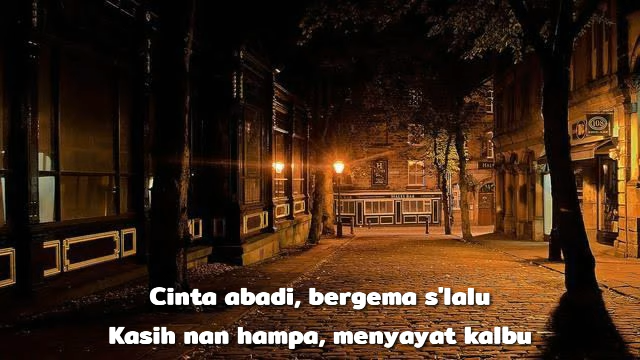 Cinta abadi, bergema s'lalu
Kasih nan hampa, menyayat kalbu